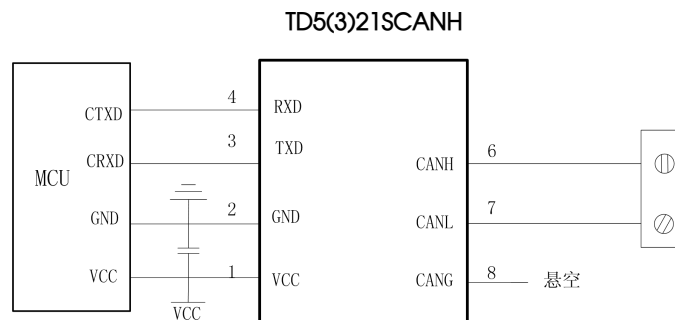 TD5(3)21SCANH
CTXD 4 RXD
3 TXD
CRXD CANH 6
MCU
GND 2 GND CANL 7
VCC 1 VCC CANG 8 悬空
VCC